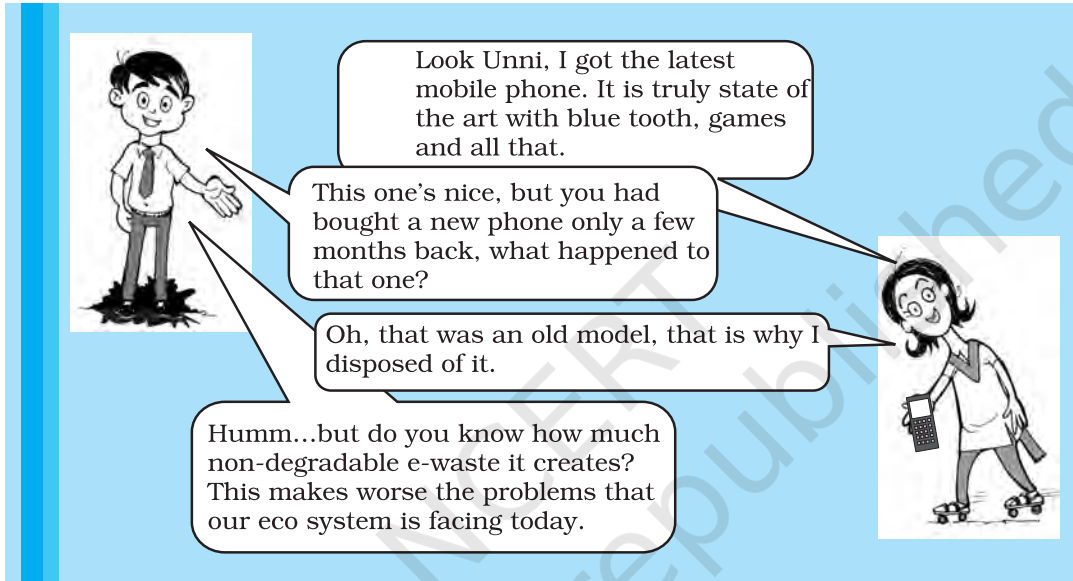 Look Unni, I got the latest
mobile phone. It is truly state of
the art with blue tooth, games
and all that.
This one's nice, but you had
bought a new phone only a few
months back, what happened to
that one?
Oh, that was an old model, that is why I
disposed of it.
Humm...but do you know how much
non-degradable e-waste it creates?
This makes worse the problems that
our eco system is facing today.
NCERT
republished